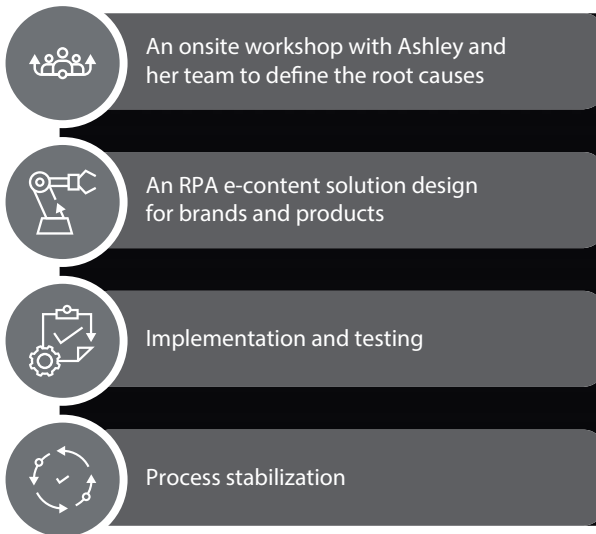 An onsite workshop with Ashley and
her team to define the root causes
An RPA e-content solution design
for brands and products
Implementation and testing
Process stabilization